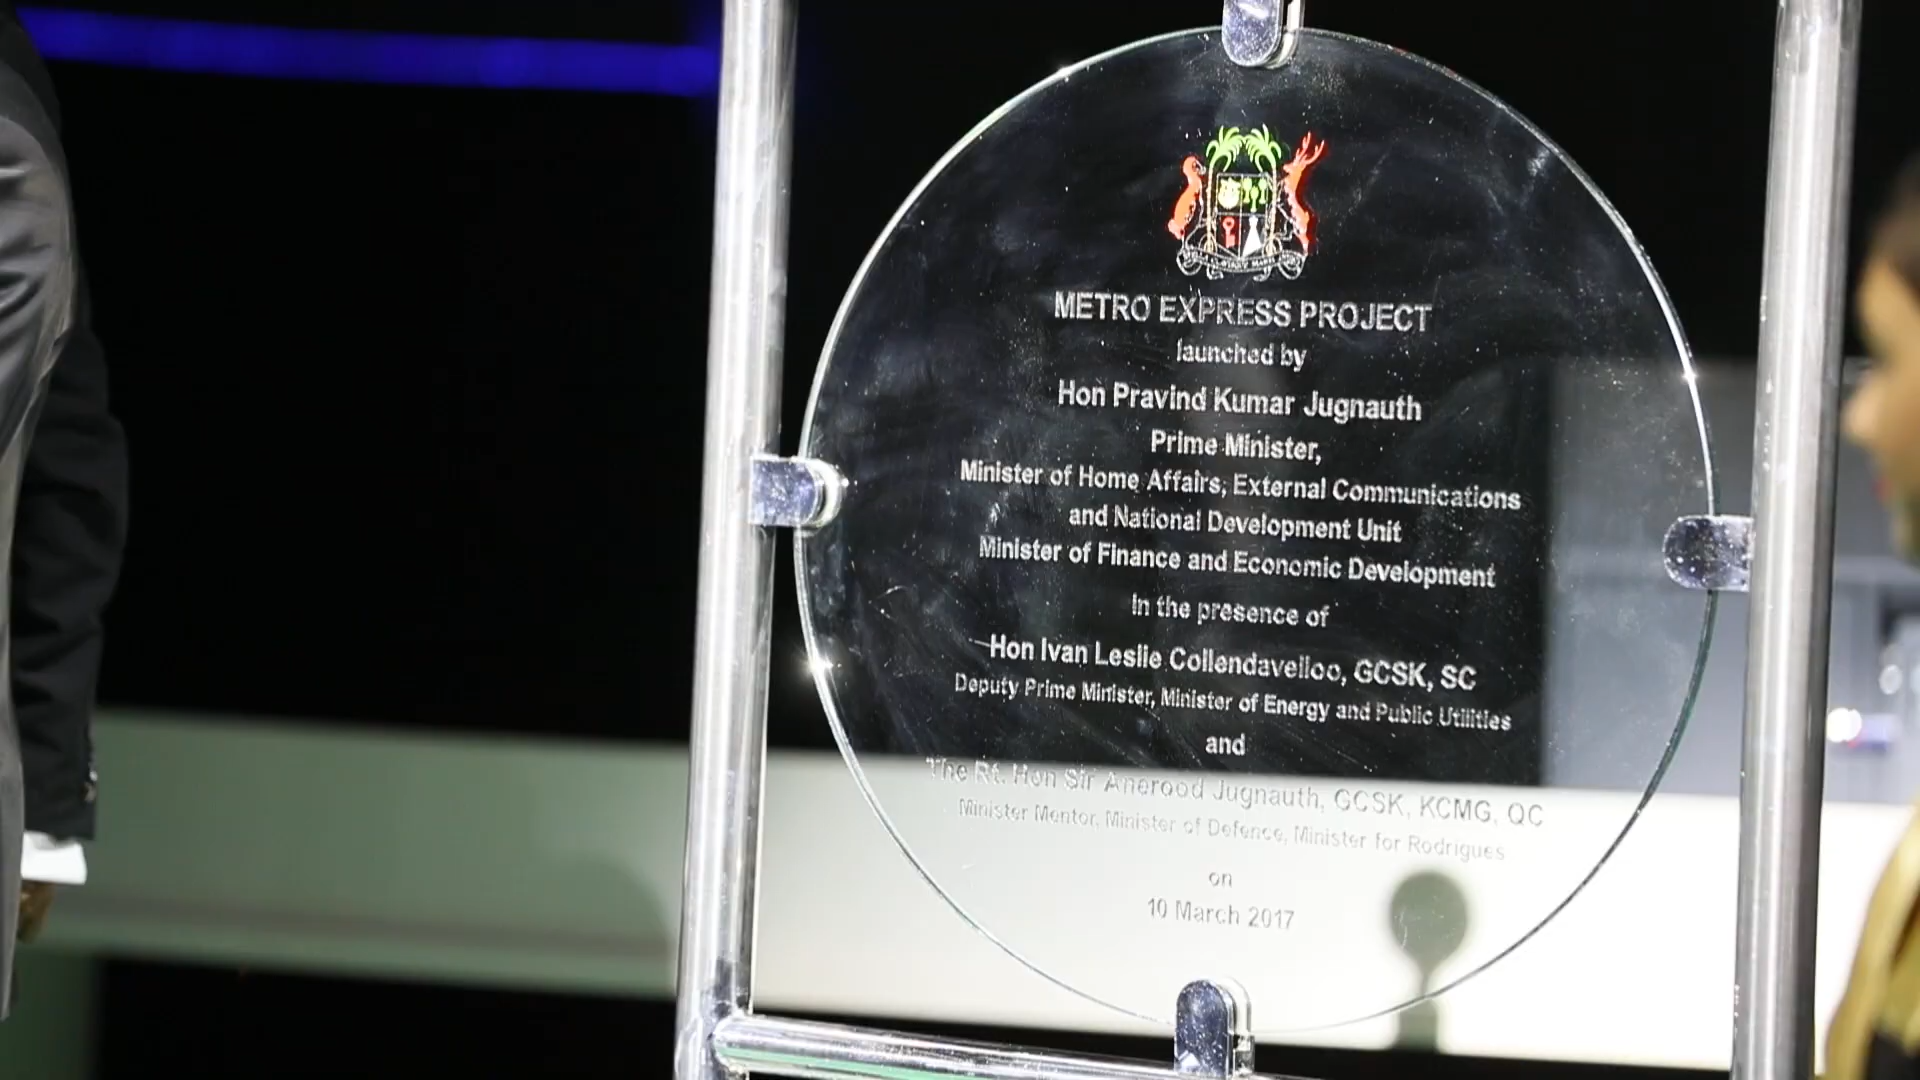 METRO EXPRESS PROJECT
launched by
Hon Pravind Kumar Jugnauth
Prime Minister,
Minister of Home Affairs, External Communications
and National Development Unit
Minister of Finance and Economic Development
in the presence of
Hon Ivan Leslie Collendavelloo, GCSK, SC
Deputy Prime Minister, Minister of Energy and Public Utilities
and
The Rt. Hon Sir Anerood Jugnauth, GCSK, KCMG, QC
Minister Mentor, Minister of Defence, Minister for Rodrigues
on
10 March 2017